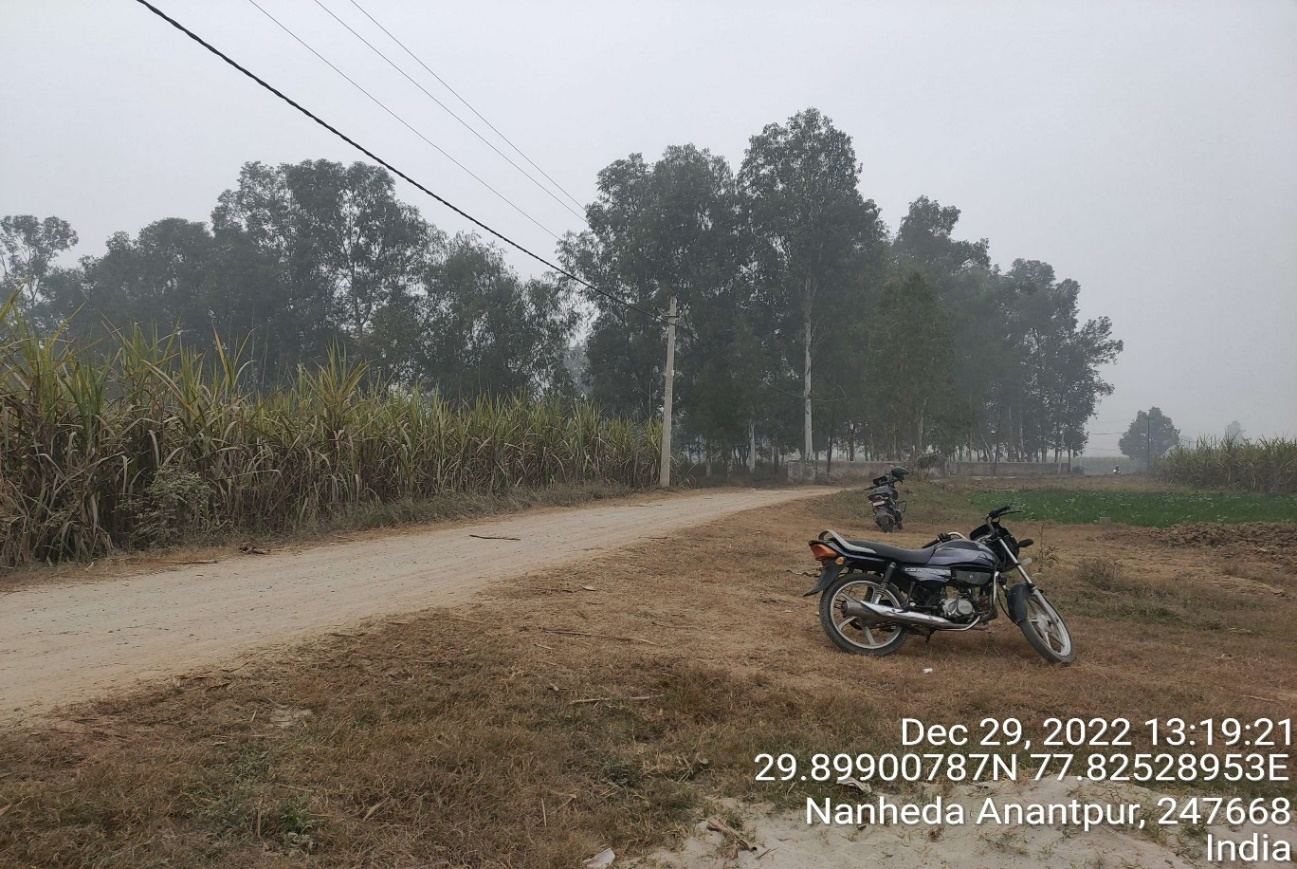 Dec 29, 2022 13:19:21
29.89900787N 77.82528953E
Nanheda Anantpur, 247668
India